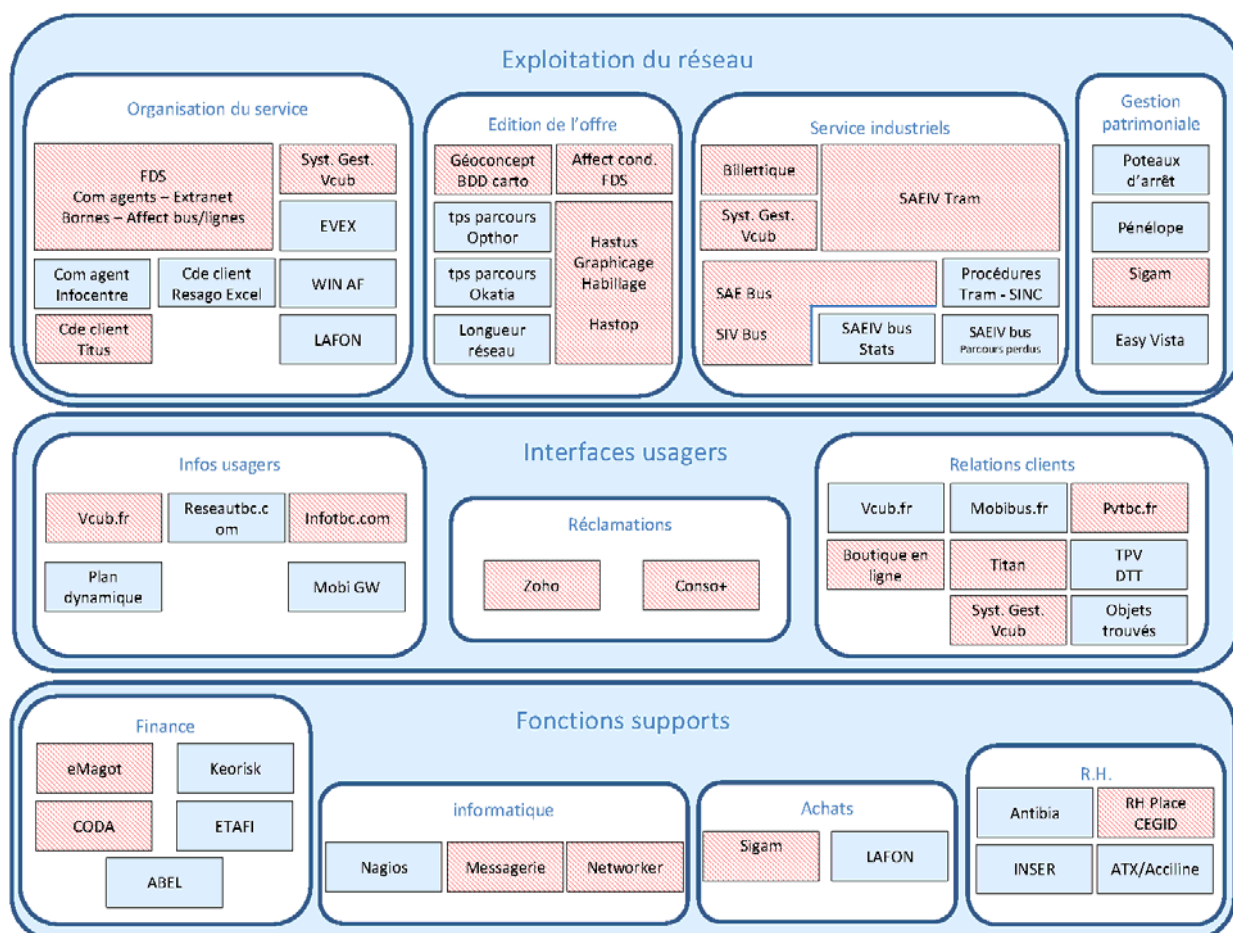 Exploitation du réseau
Organisation du service
FDS
Com agents – Extranet
Bornes – Affect bus/lignes
Syst. Gest.
Vcub
EVEX
Com agent
Infocentre
Cde client
Resago Excel
WIN AF
Cde client
Titus
LAFON
Edition de l'offre
Géoconcept
BDD carto
Affect cond.
FDS
tps parcours
Opthor
Hastus
Graphicage
Habillage
Hastop
tps parcours
Okatia
Longueur
réseau
Service industriels
Billettique
SAEIV Tram
Syst. Gest.
Vcub
SAE Bus
SIV Bus
Procédures
Tram - SINC
SAEIV bus
Stats
SAEIV bus
Parcours perdus
Gestion
patrimoniale
Poteaux
d'arrêt
Pénélope
Sigam
Easy Vista
Interfaces usagers
Infos usagers
Vcub.fr
Reseautbc.c
om
Infotbc.com
Plan
dynamique
Mobi GW
Réclamations
Zoho
Conso+
Relations clients
Vcub.fr
Mobibus.fr
Pvtbc.fr
Boutique en
ligne
Titan
TPV
DTT
Syst. Gest.
Vcub
Objets
trouvés
Fonctions supports
Finance
eMagot
Keorisk
CODA
ETAFI
ABEL
informatique
Nagios
Messagerie
Networker
Achats
Sigam
LAFON
R.H.
Antibia
RH Place
CEGID
INSER
ATX/Acciline